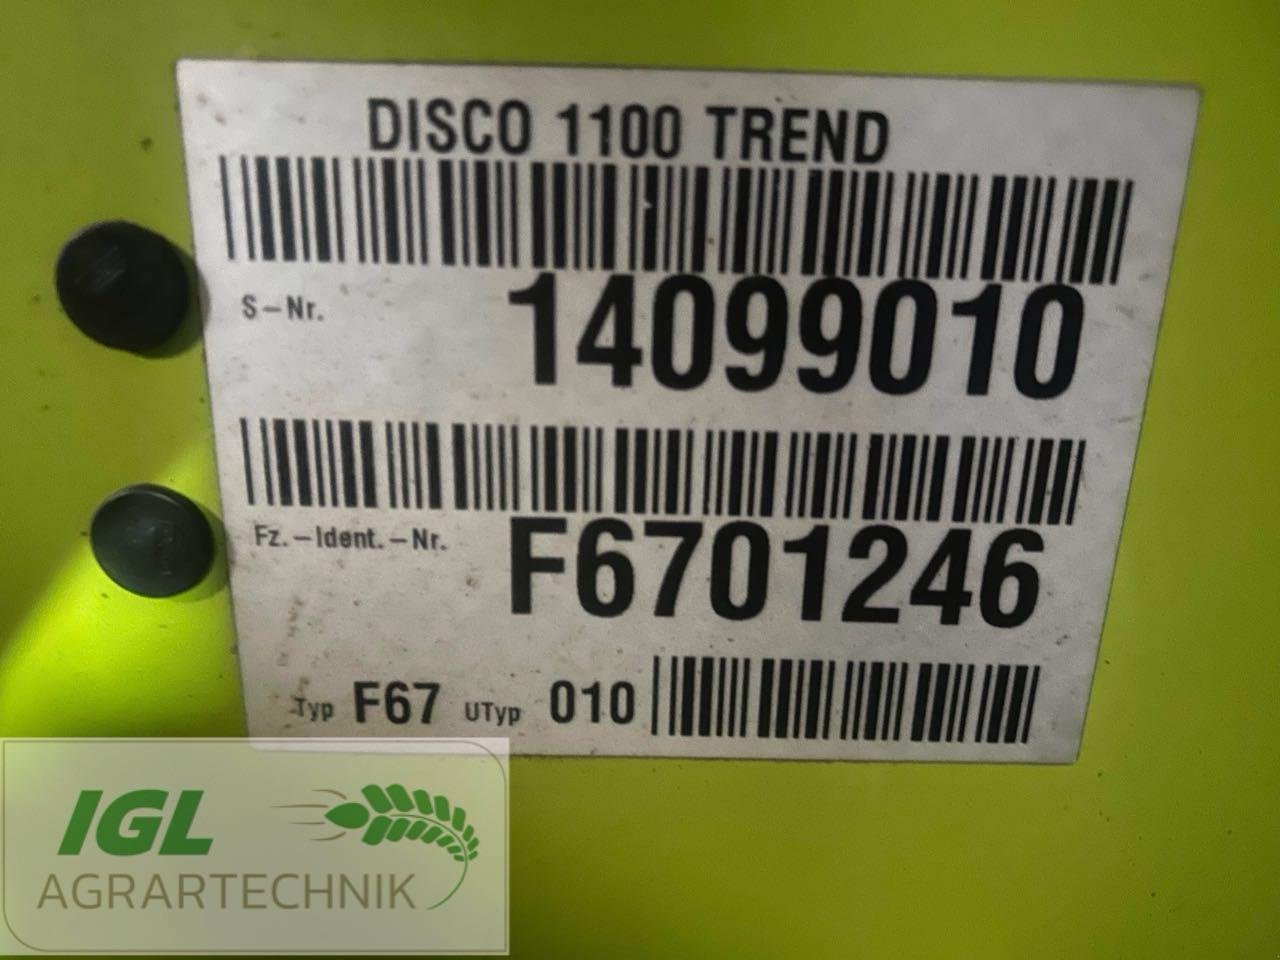 DISCO 1100 TREND
S-Nr. 14099010
Fz.-Ident.-Nr. F6701246
Typ F67 UTyp 010
IGL
AGRARTECHNIK